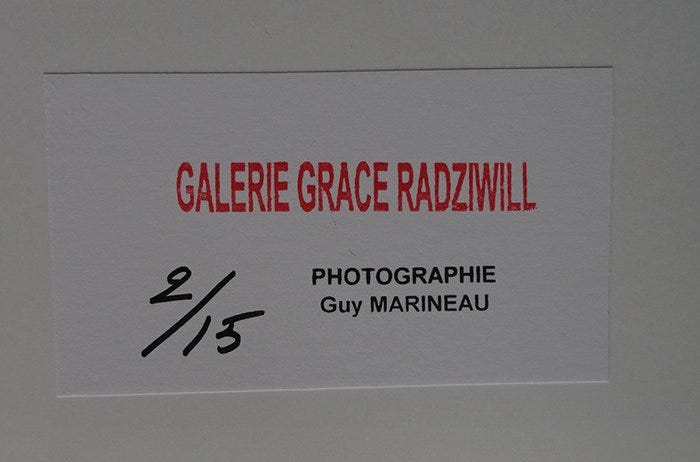 GALERIE GRACE RADZIWILL
PHOTOGRAPHIE
Guy MARINEAU
2/15